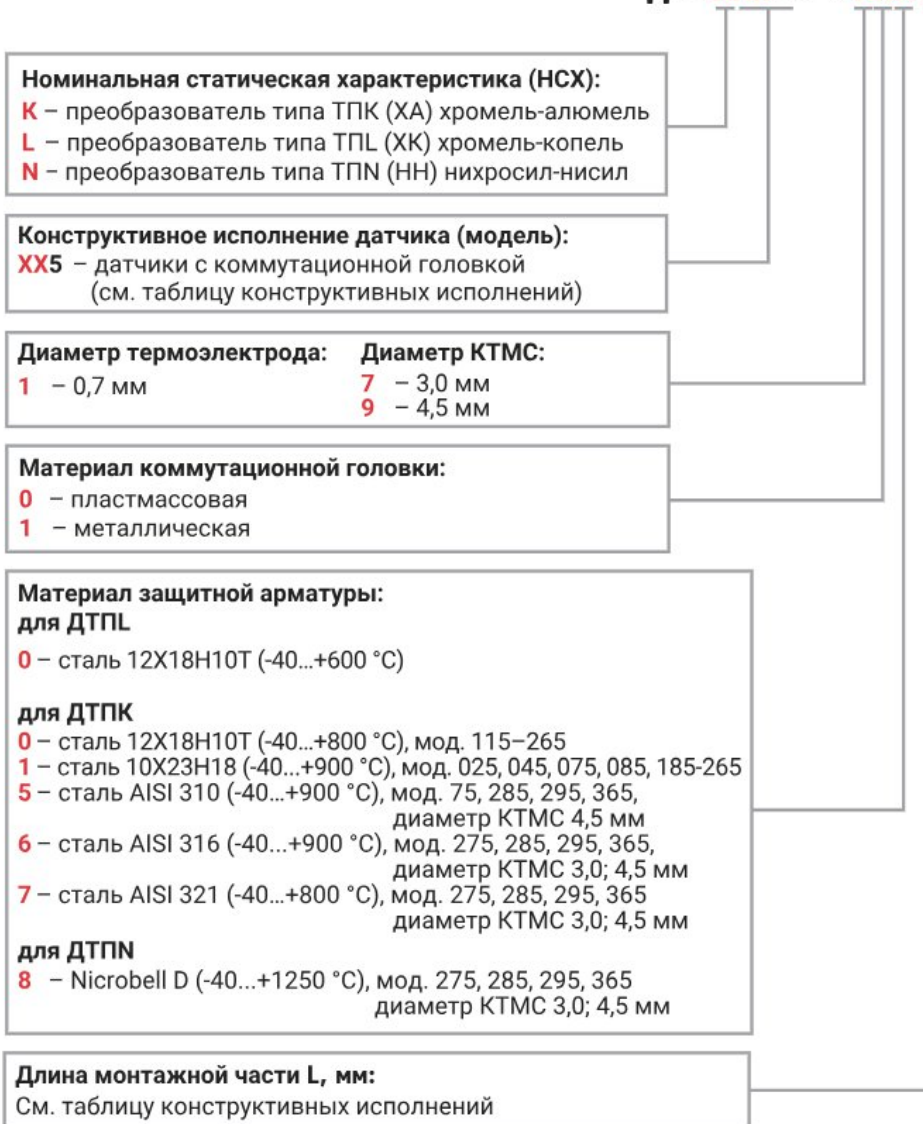 Номинальная статическая характеристика (НСХ):
К – преобразователь типа ТПК (ХА) хромель-алюмель
L – преобразователь типа ТПL (ХК) хромель-копель
N – преобразователь типа ТПN (НН) нихросил-нисил
Конструктивное исполнение датчика (модель):
ХХ5 – датчики с коммутационной головкой
(см. таблицу конструктивных исполнений)
Диаметр термоэлектрода: Диаметр КТМС:
1 – 0,7 мм 7 – 3,0 мм
9 – 4,5 мм
Материал коммутационной головки:
0 – пластмассовая
1 – металлическая
Материал защитной арматуры:
для ДТПL
0 – сталь 12Х18Н10Т (-40...+600 °С)
для ДТПК
0 – сталь 12Х18Н10Т (-40...+800 °С), мод. 115–265
1 – сталь 10Х23Н18 (-40...+900 °С), мод. 025, 045, 075, 085, 185-265
5 – сталь AISI 310 (-40...+900 °С), мод. 75, 285, 295, 365,
диаметр КТМС 4,5 мм
6 – сталь AISI 316 (-40...+900 °С), мод. 275, 285, 295, 365,
диаметр КТМС 3,0; 4,5 мм
7 – сталь AISI 321 (-40...+800 °С), мод. 275, 285, 295, 365
диаметр КТМС 3,0; 4,5 мм
для ДТПN
8 – Nicrobell D (-40...+1250 °С), мод. 275, 285, 295, 365
диаметр КТМС 3,0; 4,5 мм
Длина монтажной части L, мм:
См. таблицу конструктивных исполнений